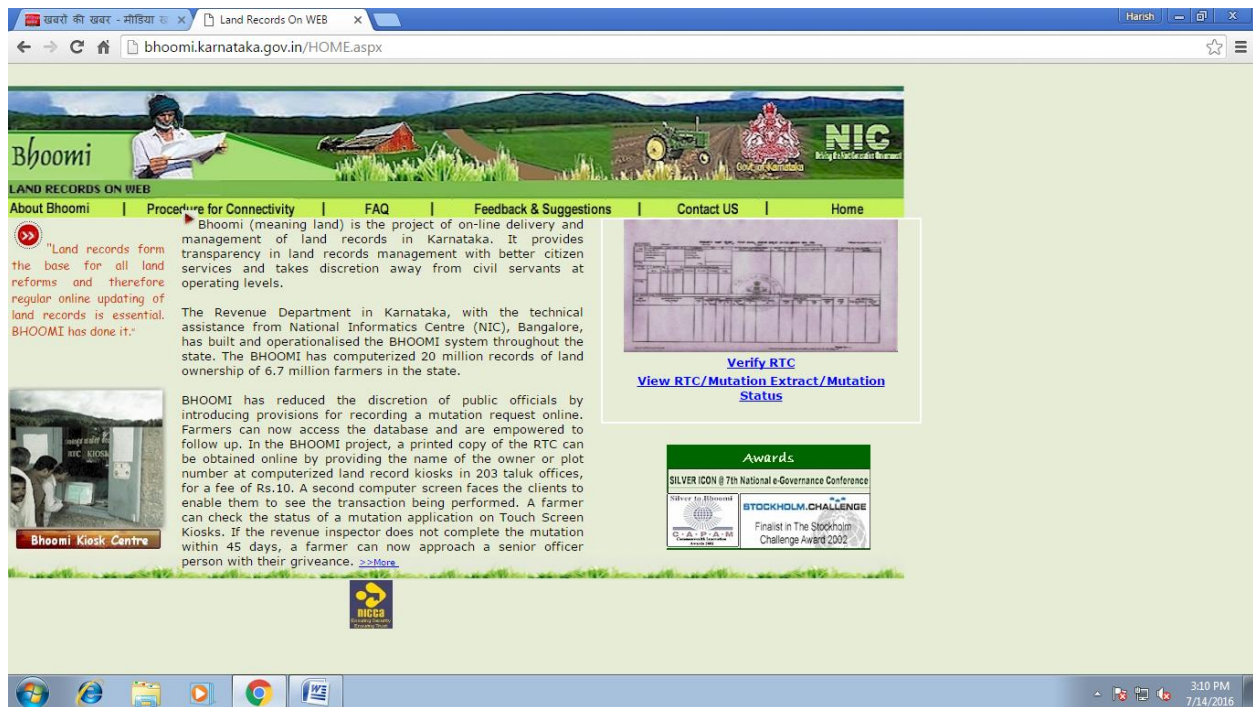 खबरों की खबर - मीडिया
Land Records On WEB
Harish
bhoomi.karnataka.gov.in/HOME.aspx
Bhoomi
NIC
Govt. of Karnataka
LAND RECORDS ON WEB
About Bhoomi | Procedure for Connectivity | FAQ | Feedback & Suggestions | Contact US | Home
"Land records form
the base for all land
reforms and therefore
regular online updating of
land records is essential.
BHOOMI has done it."
Bhoomi Kiosk Centre
Bhoomi (meaning land) is the project of on-line delivery and
management of land records in Karnataka. It provides
transparency in land records management with better citizen
services and takes discretion away from civil servants at
operating levels.
The Revenue Department in Karnataka, with the technical
assistance from National Informatics Centre (NIC), Bangalore,
has built and operationalised the BHOOMI system throughout the
state. The BHOOMI has computerized 20 million records of land
ownership of 6.7 million farmers in the state.
BHOOMI has reduced the discretion of public officials by
introducing provisions for recording a mutation request online.
Farmers can now access the database and are empowered to
follow up. In the BHOOMI project, a printed copy of the RTC can
be obtained online by providing the name of the owner or plot
number at computerized land record kiosks in 203 taluk offices,
for a fee of Rs.10. A second computer screen faces the clients to
enable them to see the transaction being performed. A farmer
can check the status of a mutation application on Touch Screen
Kiosks. If the revenue inspector does not complete the mutation
within 45 days, a farmer can now approach a senior officer
person with their griveance. >>More
Verify RTC
View RTC/Mutation Extract/Mutation
Status
Awards
SILVER ICON @ 7th National e-Governance Conference
Silver to Bhoomi
C·A·P·A·M
STOCKHOLM.CHALLENGE
Finalist in The Stockholm
Challenge Award 2002
nicca
Ensuring Security
Ensuring Trust
3:10 PM
7/14/2016